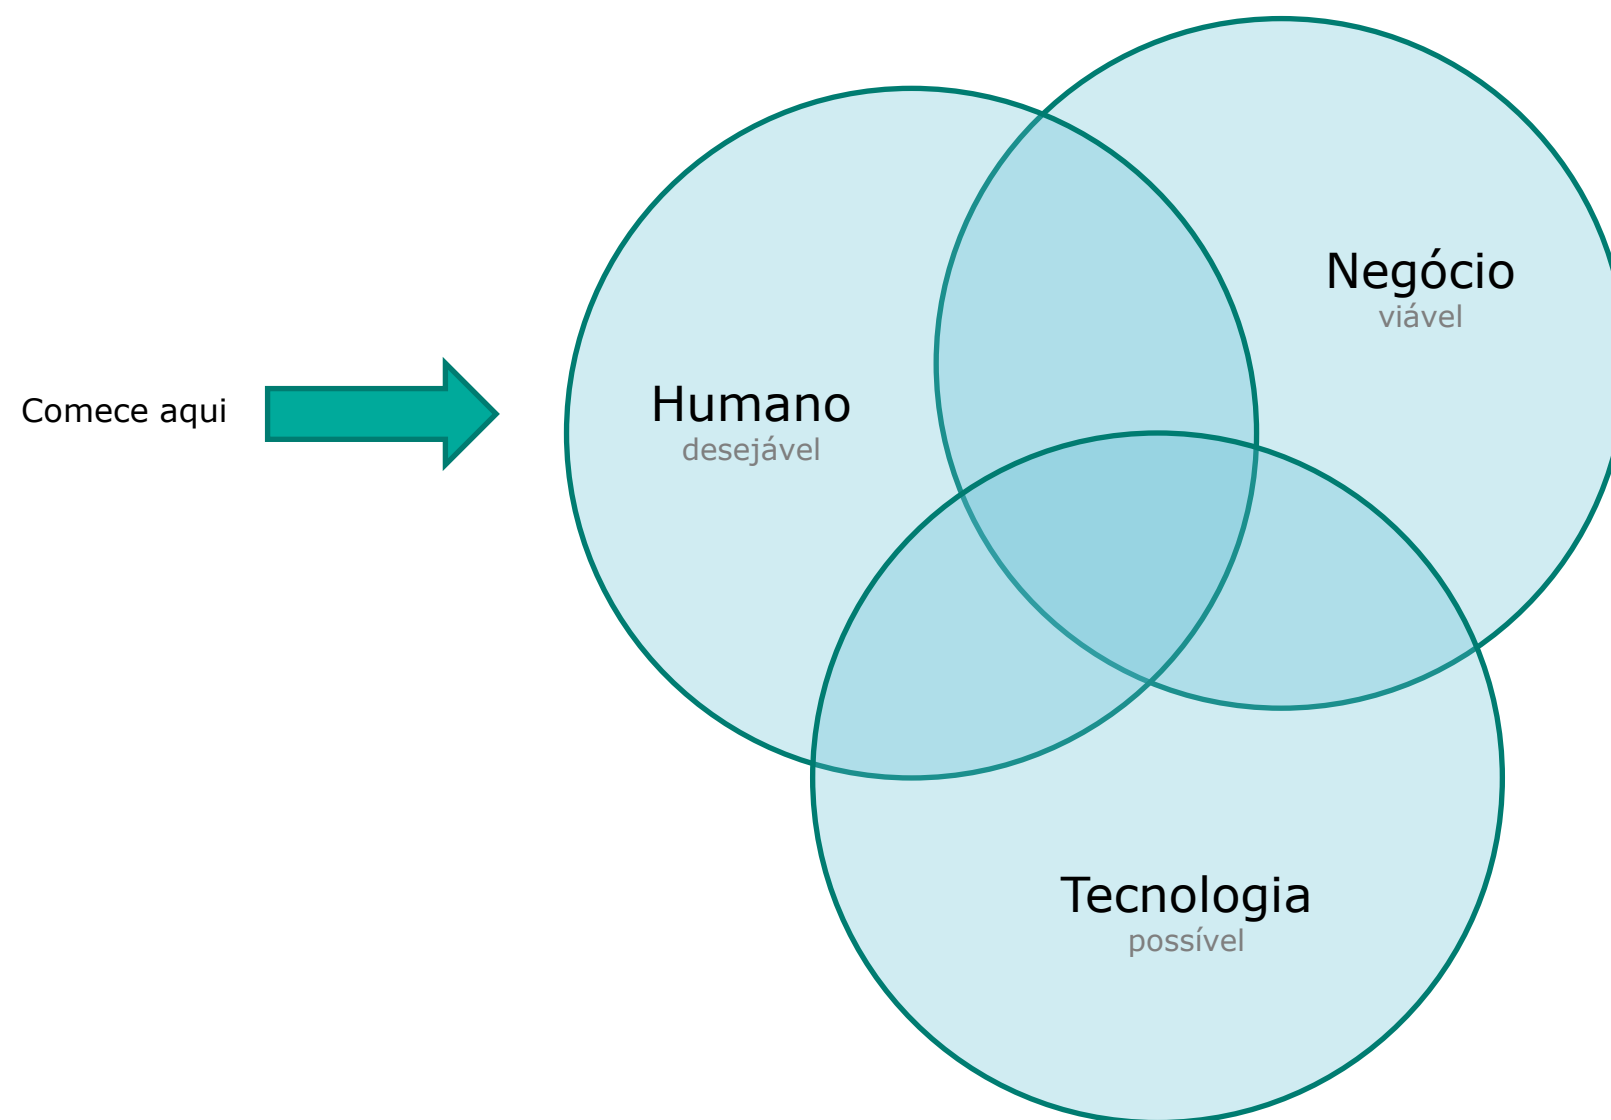 Negócio
viável
Comece aqui
Humano
desejável
Tecnologia
possível